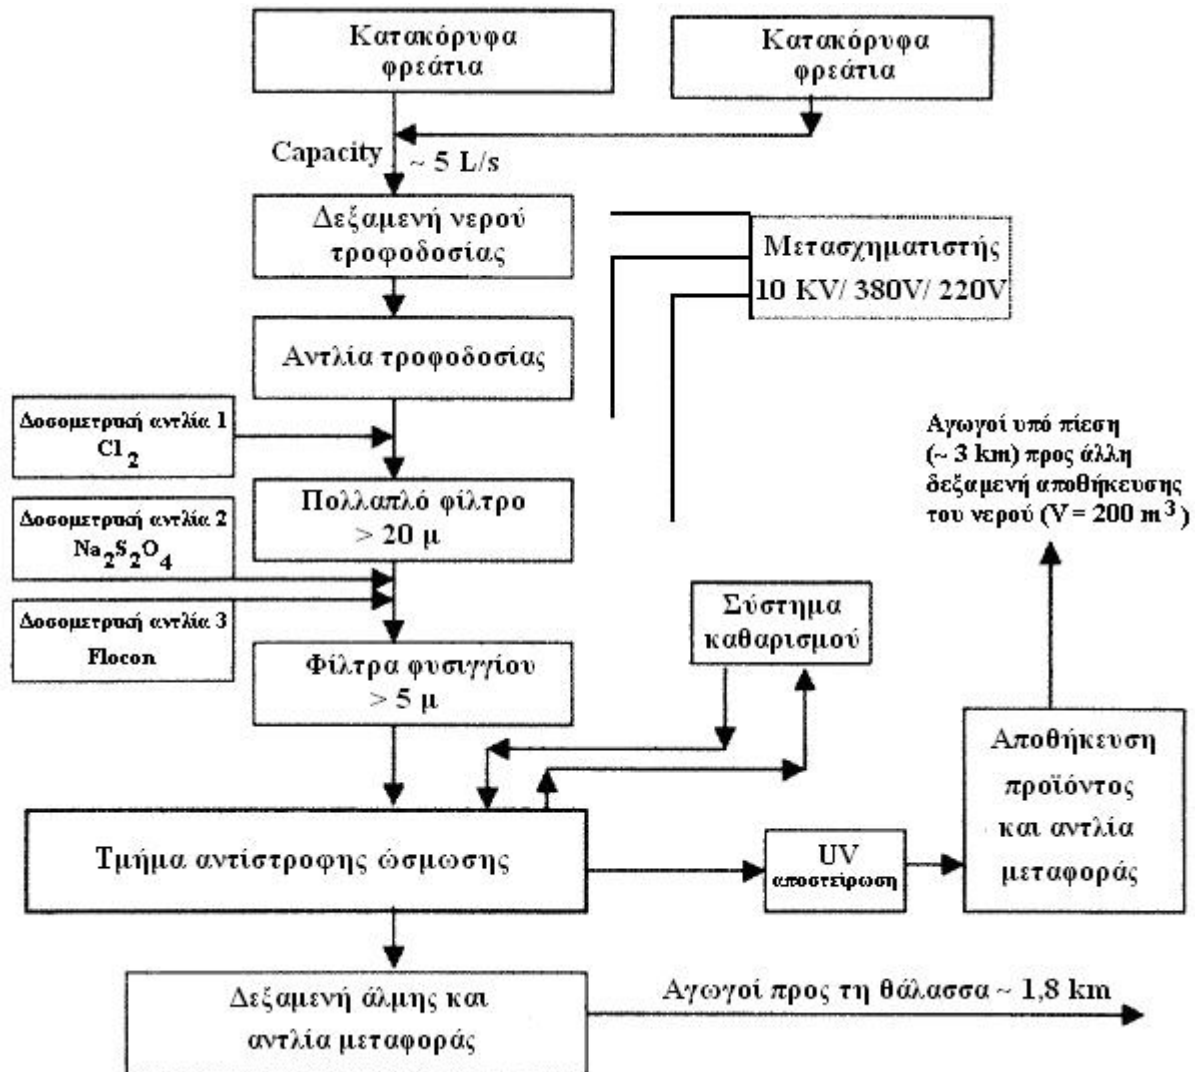 Κατακόρυφα
φρεάτια
Κατακόρυφα
φρεάτια
Capacity ~ 5 L/s
Δεξαμενή νερού
τροφοδοσίας
Μετασχηματιστής
10 KV/ 380V/ 220V
Αντλία τροφοδοσίας
Δοσομετρική αντλία 1
Cl2
Αγωγοί υπό πίεση
(~ 3 km) προς άλλη
δεξαμενή αποθήκευσης
του νερού (V = 200 m³)
Πολλαπλό φίλτρο
> 20 μ
Δοσομετρική αντλία 2
Na2S2O4
Δοσομετρική αντλία 3
Flocon
Σύστημα
καθαρισμού
Φίλτρα φυσιγγίου
> 5 μ
Αποθήκευση
προϊόντος
και αντλία
μεταφοράς
Τμήμα αντίστροφης ώσμωσης
UV
αποστείρωση
Δεξαμενή άλμης και
αντλία μεταφοράς
Αγωγοί προς τη θάλασσα ~ 1,8 km